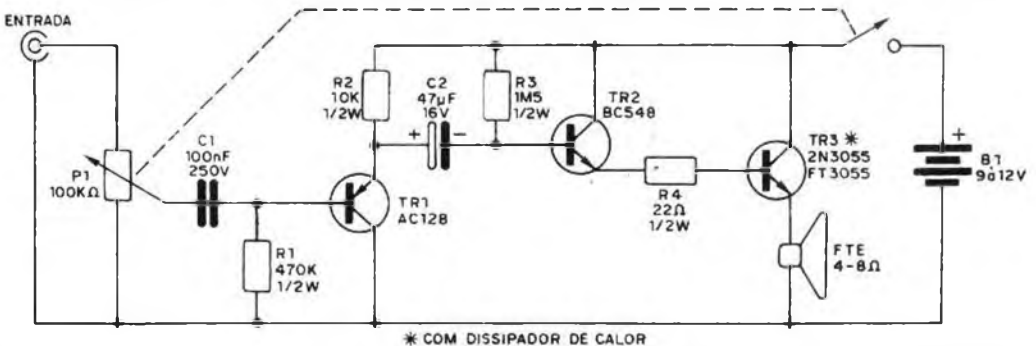 ENTRADA
P1
100KΩ
C1
100nF
250V
R1
470K
1/2W
R2
10K
1/2W
C2
47µF
16V
+
-
TR1
AC128
R3
1M5
1/2W
TR2
BC548
R4
22Ω
1/2W
TR3 *
2N3055
FT3055
FTE
4-8Ω
+
B1
9à12V
* COM DISSIPADOR DE CALOR